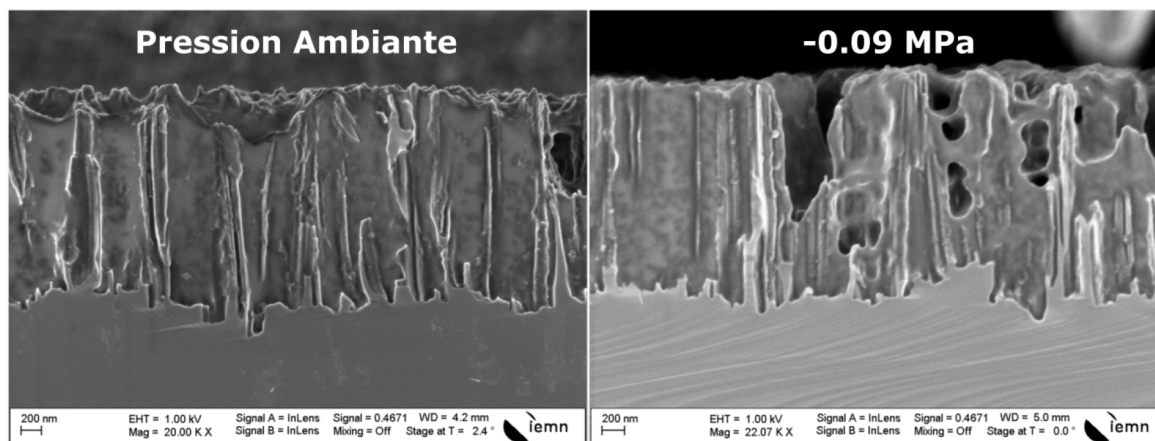 Pression Ambiante
-0.09 MPa
200 nm
EHT = 1.00 kV
Mag = 20.00 K X
Signal A = InLens
Signal B = InLens
Signal = 0.4671
Mixing = Off
WD = 4.2 mm
Stage at T = 2.4 °
iemn
200 nm
EHT = 1.00 kV
Mag = 22.07 K X
Signal A = InLens
Signal B = InLens
Signal = 0.4671
Mixing = Off
WD = 5.0 mm
Stage at T = 0.0 °
iemn